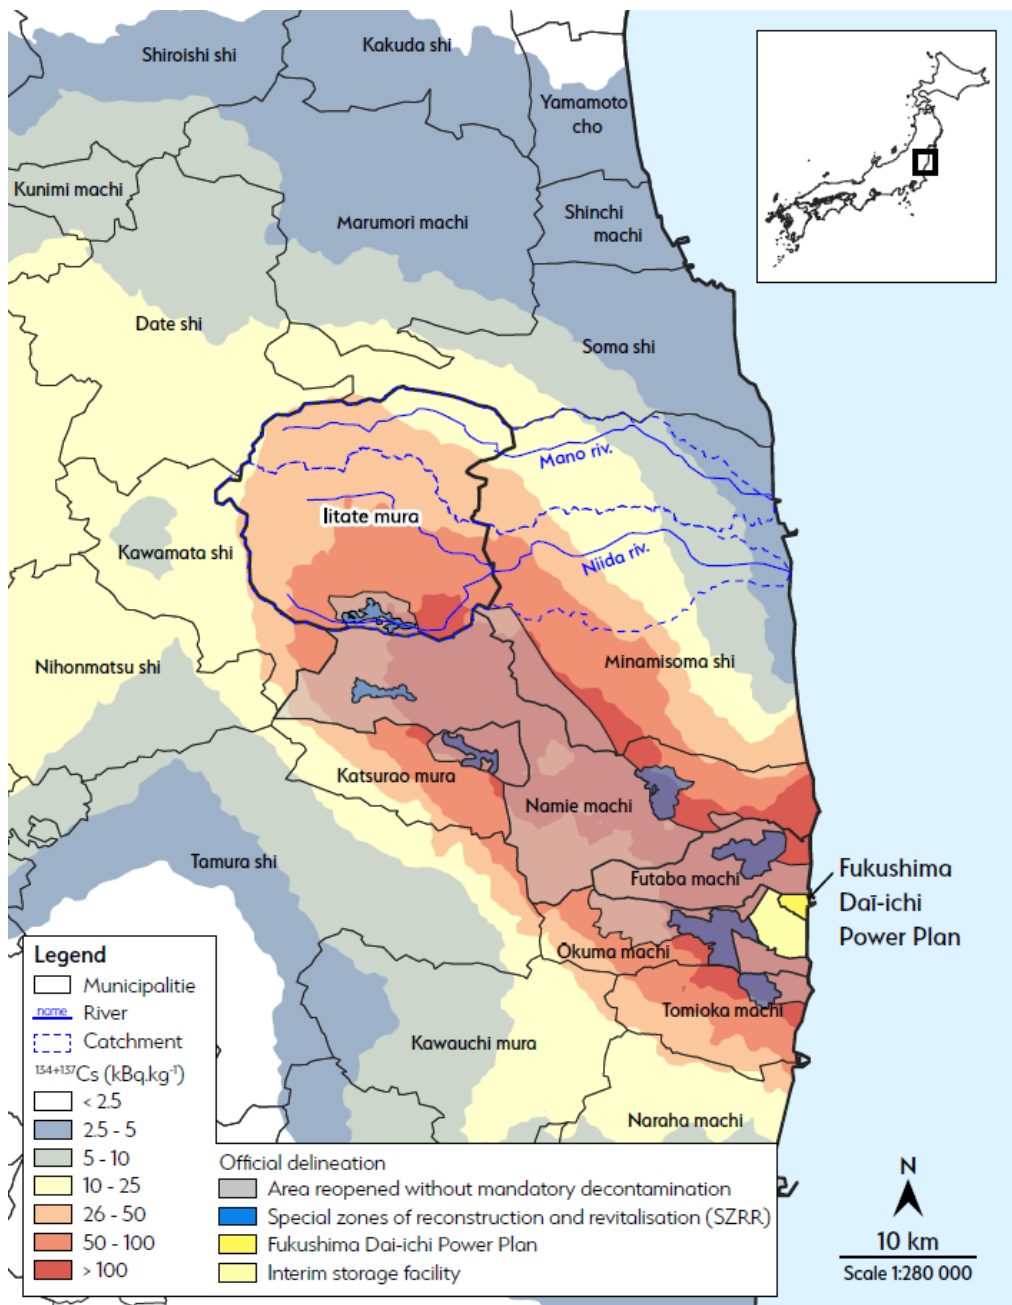 Shiroishi shi
Kakuda shi
Yamamoto
cho
Kunimi machi
Marumori machi
Shinchi
machi
Date shi
Soma shi
Mano riv.
Iitate mura
Kawamata shi
Niida riv.
Nihonmatsu shi
Minamisoma shi
Katsurao mura
Namie machi
Tamura shi
Futaba machi
Fukushima
Daï-ichi
Power Plan
Ōkuma machi
Tomioka machi
Kawauchi mura
Naraha machi
Legend
Municipalitie
name River
Catchment
¹³⁴⁺¹³⁷Cs (kBq.kg⁻¹)
< 2.5
2.5 - 5
5 - 10
10 - 25
26 - 50
50 - 100
> 100
Official delineation
Area reopened without mandatory decontamination
Special zones of reconstruction and revitalisation (SZRR)
Fukushima Dai-ichi Power Plan
Interim storage facility
N
10 km
Scale 1:280 000